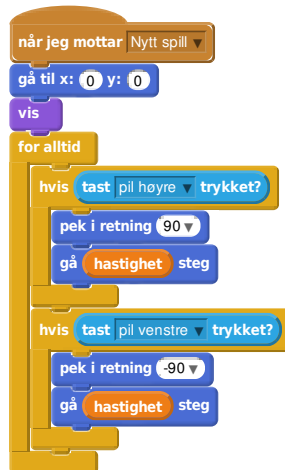 når jeg mottar Nytt spill
gå til x: 0 y: 0
vis
for alltid
hvis tast pil høyre trykket?
pek i retning 90
gå hastighet steg
hvis tast pil venstre trykket?
pek i retning -90
gå hastighet steg